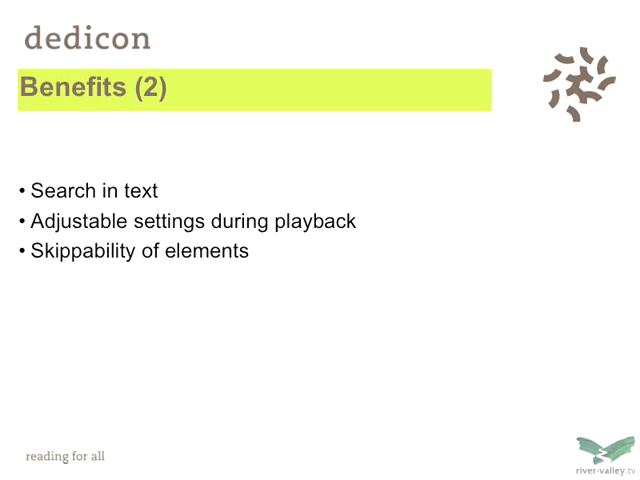 dedicon
Benefits (2)
• Search in text
• Adjustable settings during playback
• Skippability of elements
reading for all
river-valley.tv